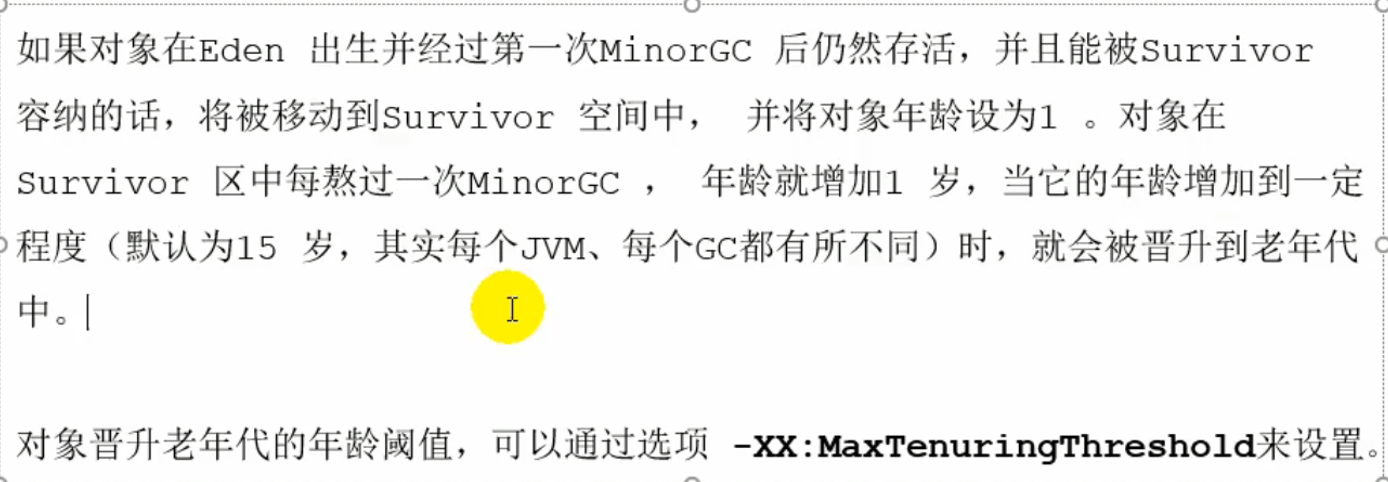 如果对象在Eden 出生并经过第一次MinorGC 后仍然存活，并且能被Survivor
容纳的话，将被移动到Survivor 空间中， 并将对象年龄设为1 。对象在
Survivor 区中每熬过一次MinorGC ， 年龄就增加1 岁，当它的年龄增加到一定
程度（默认为15 岁，其实每个JVM、每个GC都有所不同）时，就会被晋升到老年代
中。
对象晋升老年代的年龄阈值，可以通过选项 -XX:MaxTenuringThreshold来设置。